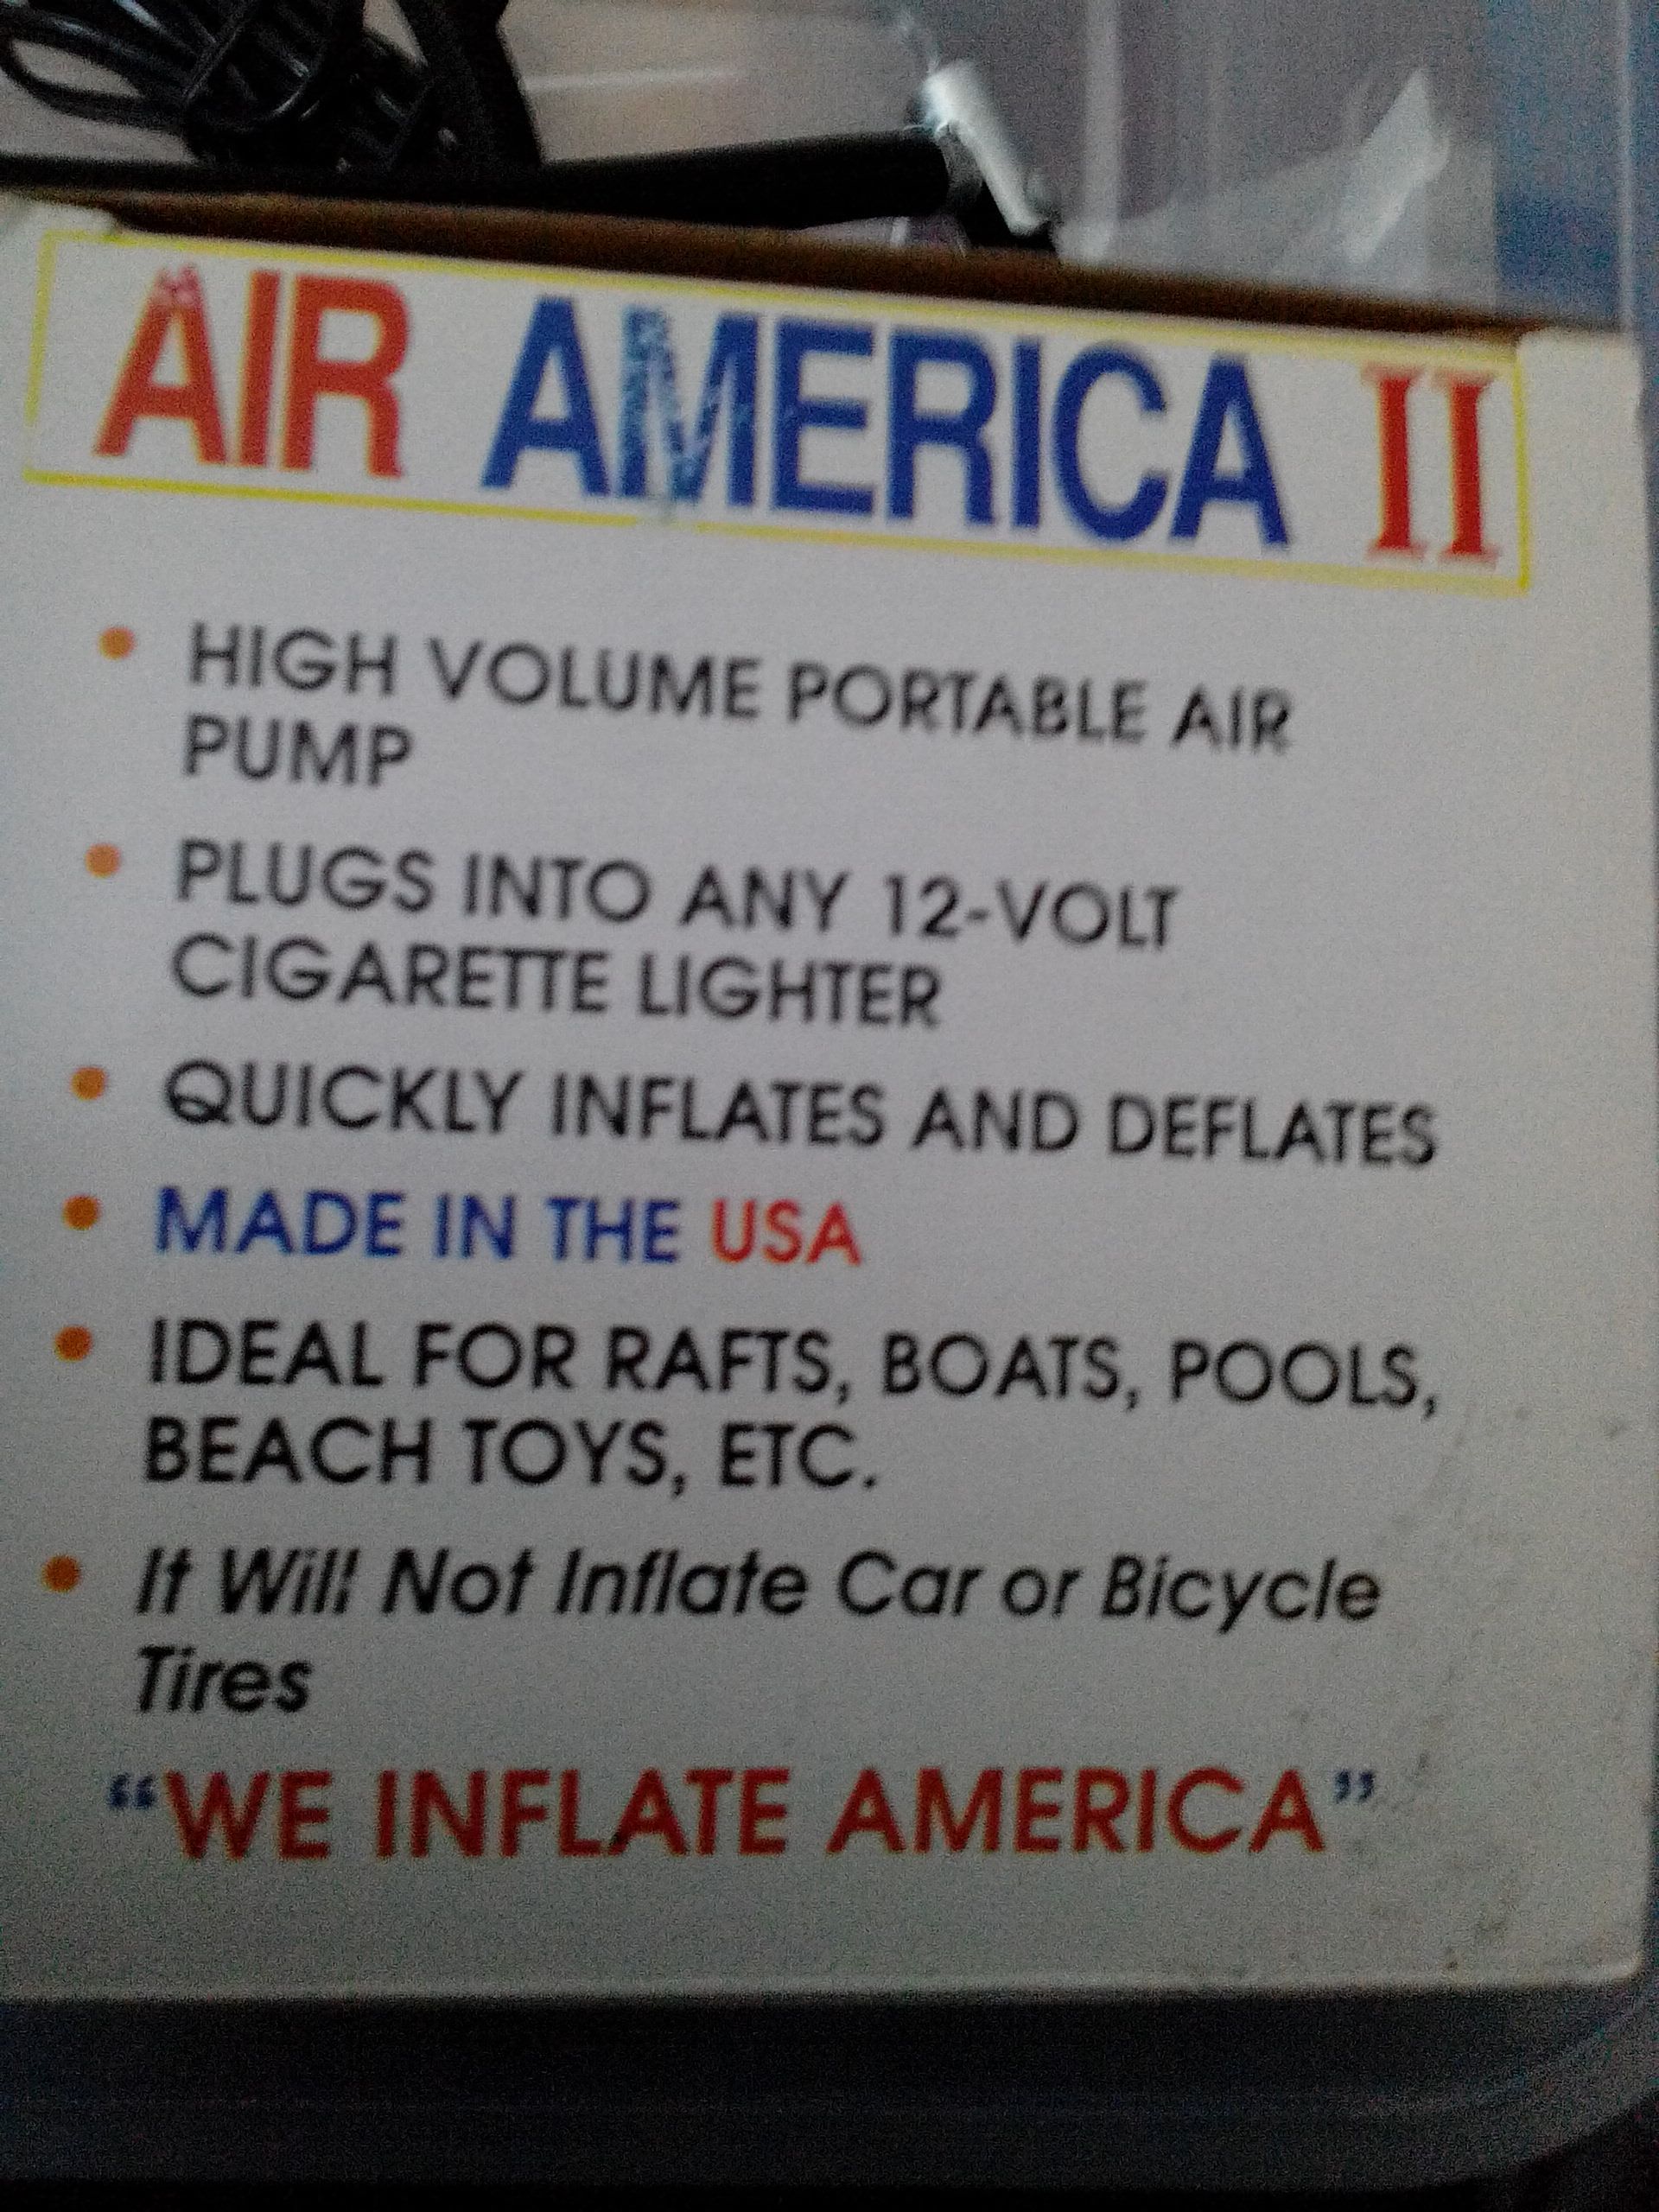 AIR AMERICA II
• HIGH VOLUME PORTABLE AIR
PUMP
• PLUGS INTO ANY 12-VOLT
CIGARETTE LIGHTER
• QUICKLY INFLATES AND DEFLATES
• MADE IN THE USA
• IDEAL FOR RAFTS, BOATS, POOLS,
BEACH TOYS, ETC.
• It Will Not Inflate Car or Bicycle
Tires
“WE INFLATE AMERICA”